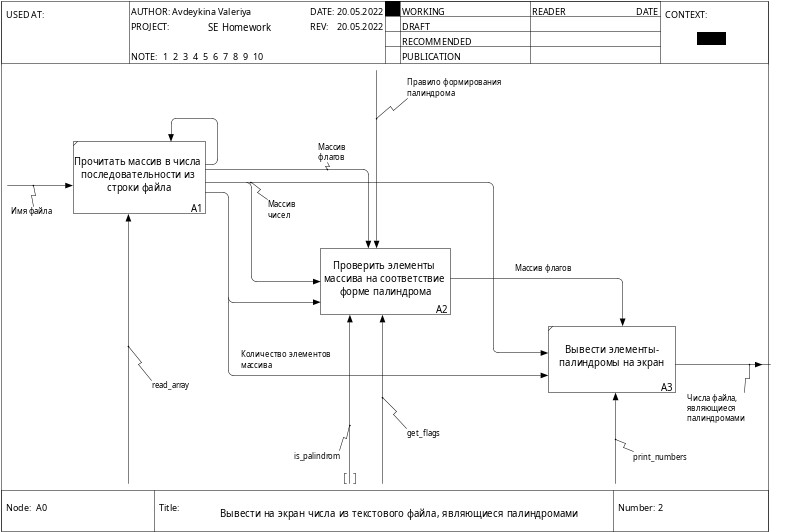 USED AT:
AUTHOR: Avdeykina Valeriya
DATE: 20.05.2022
WORKING
READER
DATE
CONTEXT:
PROJECT: SE Homework
REV: 20.05.2022
DRAFT
RECOMMENDED
NOTE: 1 2 3 4 5 6 7 8 9 10
PUBLICATION
Правило формирования
палиндрома
Прочитать массив в числа
последовательности из
строки файла
A1
Массив
флагов
Имя файла
Массив
чисел
Проверить элементы
массива на соответствие
форме палиндрома
A2
Массив флагов
Вывести элементы-
палиндромы на экран
A3
Количество элементов
массива
read_array
Числа файла,
являющиеся
палиндромами
get_flags
is_palindrom
print_numbers
Node: A0
Title:
Вывести на экран числа из текстового файла, являющиеся палиндромами
Number: 2